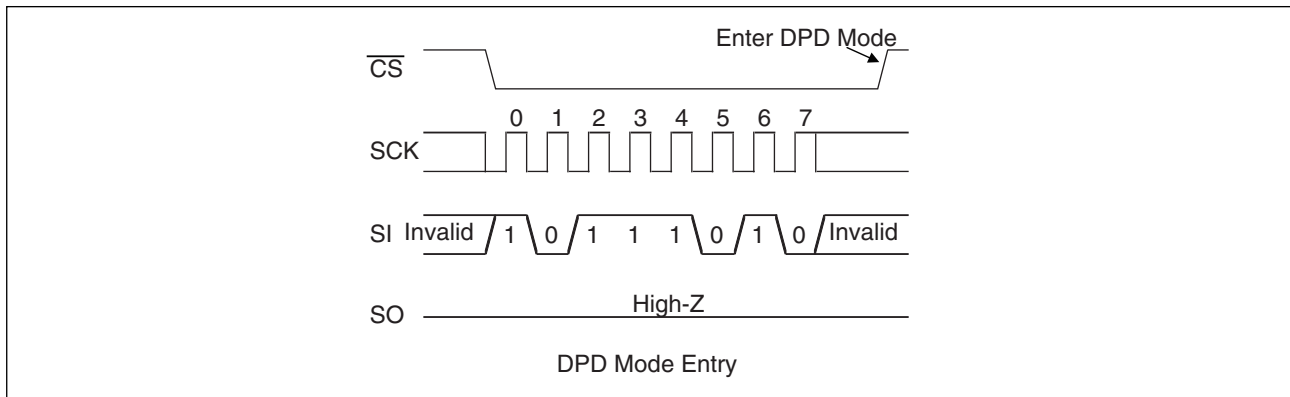 Enter DPD Mode
CS
0 1 2 3 4 5 6 7
SCK
SI Invalid 1 0 1 1 1 0 1 0 Invalid
High-Z
SO
DPD Mode Entry